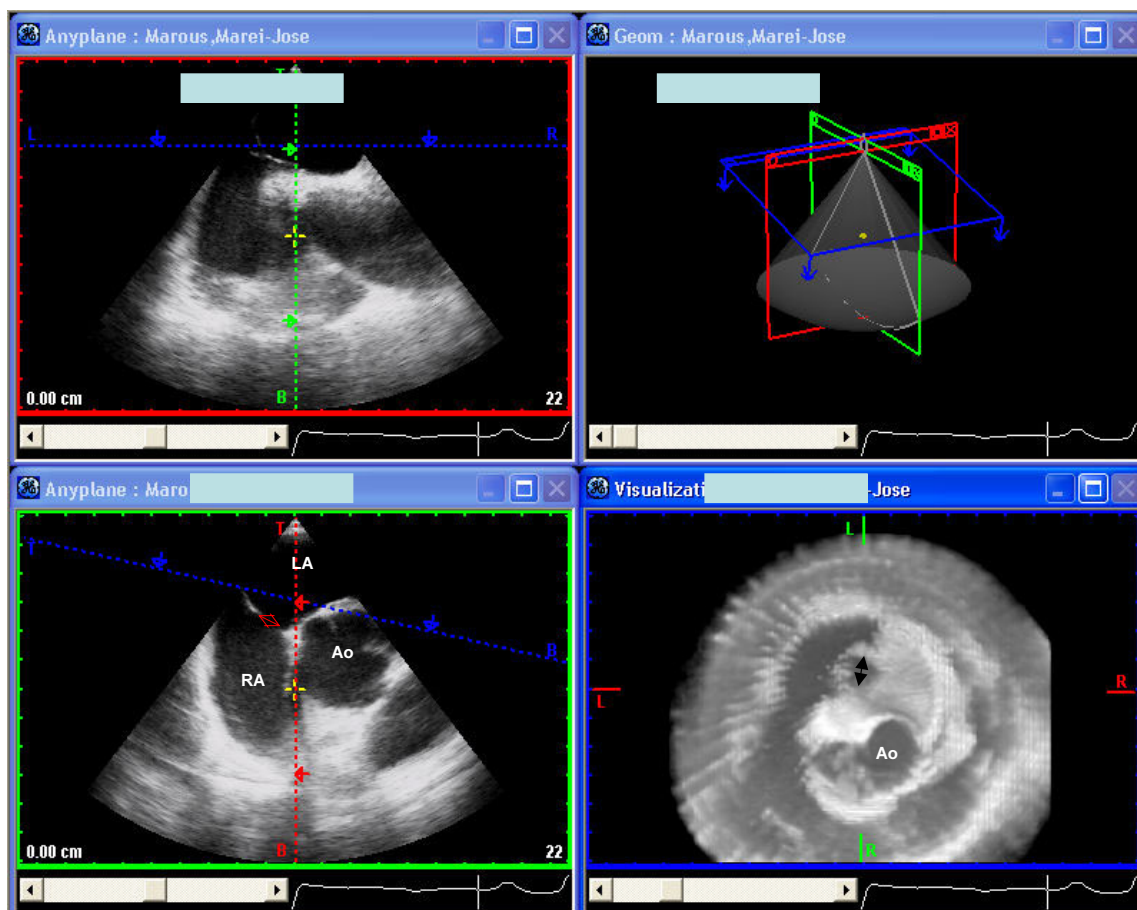 Anyplane : Marous,Marei-Jose
Geom : Marous,Marei-Jose
T
L
R
B
0.00 cm
22
Anyplane : Maro
Visualizati
-Jose
T
T
LA
B
Ao
RA
B
0.00 cm
22
L
L
R
Ao
R